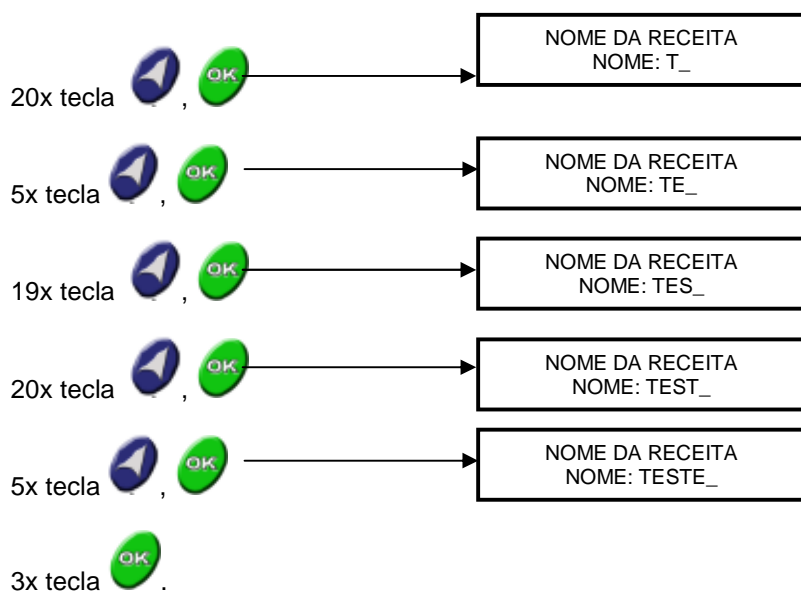 NOME DA RECEITA
NOME: T_
20x tecla OK ,
NOME DA RECEITA
NOME: TE_
5x tecla , OK
NOME DA RECEITA
NOME: TES_
19x tecla , OK
NOME DA RECEITA
NOME: TEST_
20x tecla , OK
NOME DA RECEITA
NOME: TESTE_
5x tecla , OK
3x tecla OK .